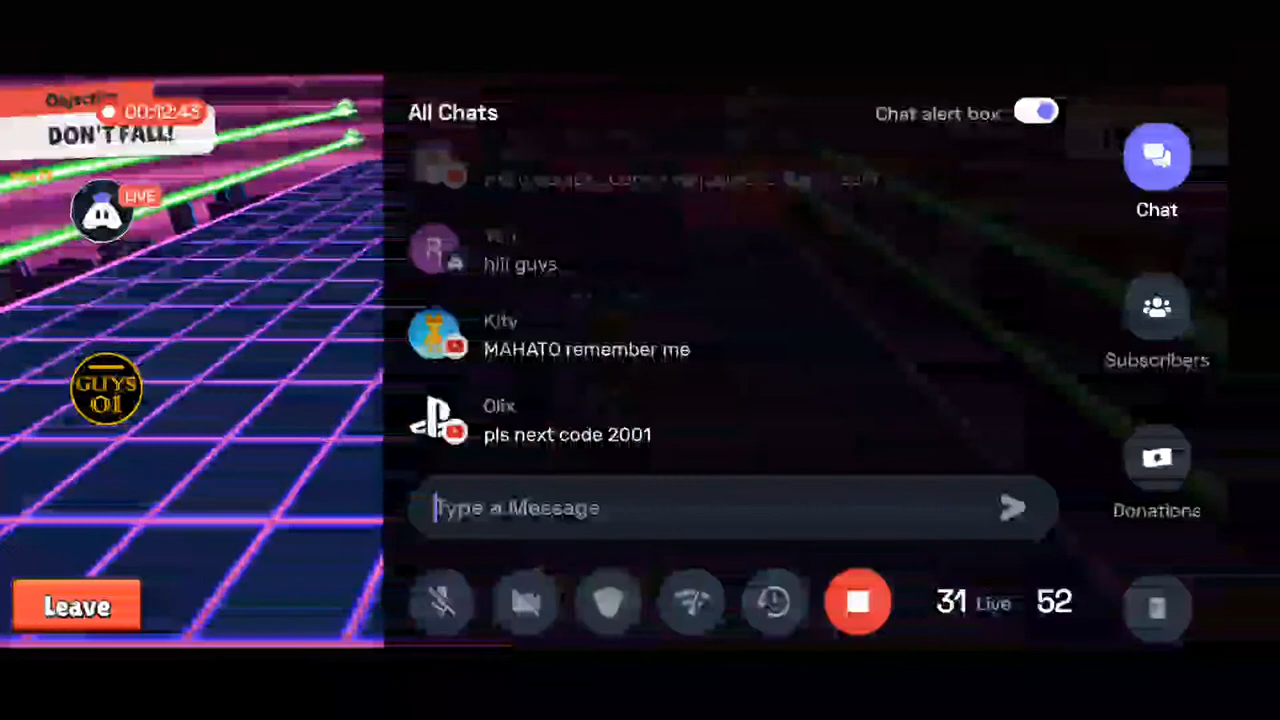 00:12:43
DON'T FALL!
LIVE
GUYS
01
Leave
All Chats
Chat alert box
R
hiii guys
Kity
MAHATO remember me
Olix
pls next code 2001
Type a Message
31 Live 52
Chat
Subscribers
Donations